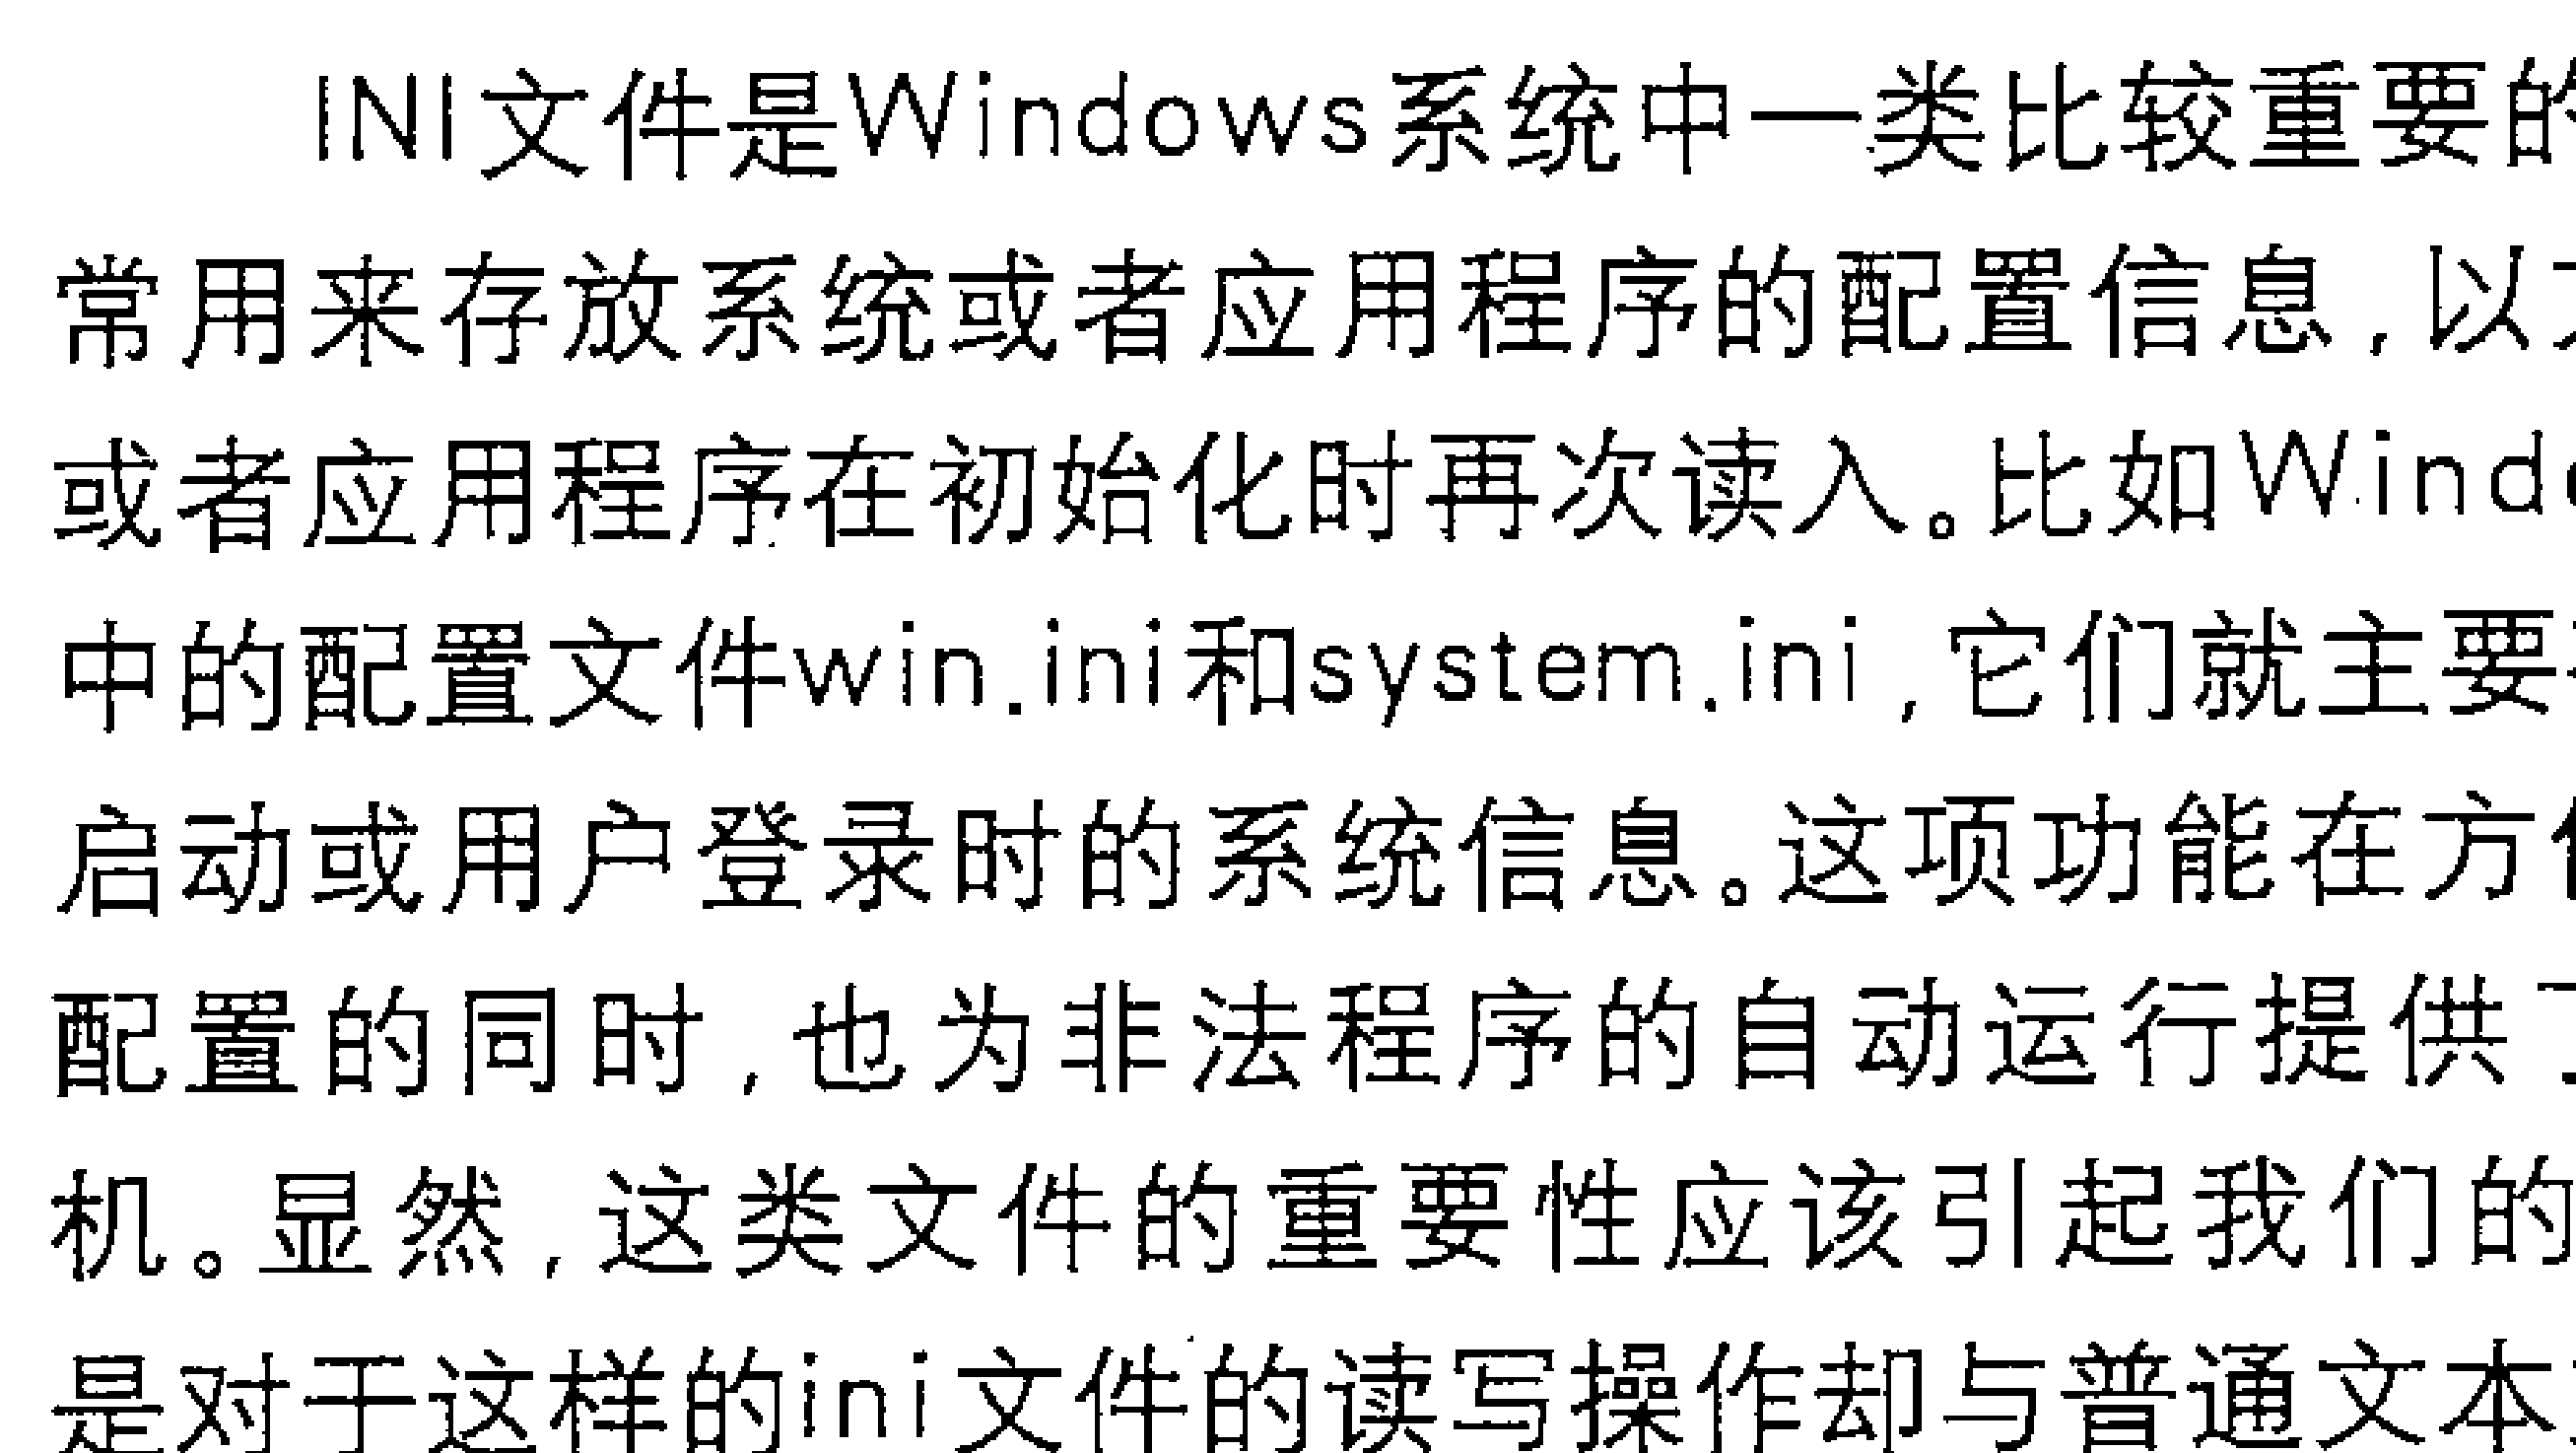 INI文件是Windows系统中一类比较重要的
常用来存放系统或者应用程序的配置信息,以
或者应用程序在初始化时再次读入。比如Windo
中的配置文件win.ini和system.ini,它们就主要
启动或用户登录时的系统信息。这项功能在方
配置的同时,也为非法程序的自动运行提供了
机。显然,这类文件的重要性应该引起我们的
是对于这样的ini文件的读写操作却与普通文本